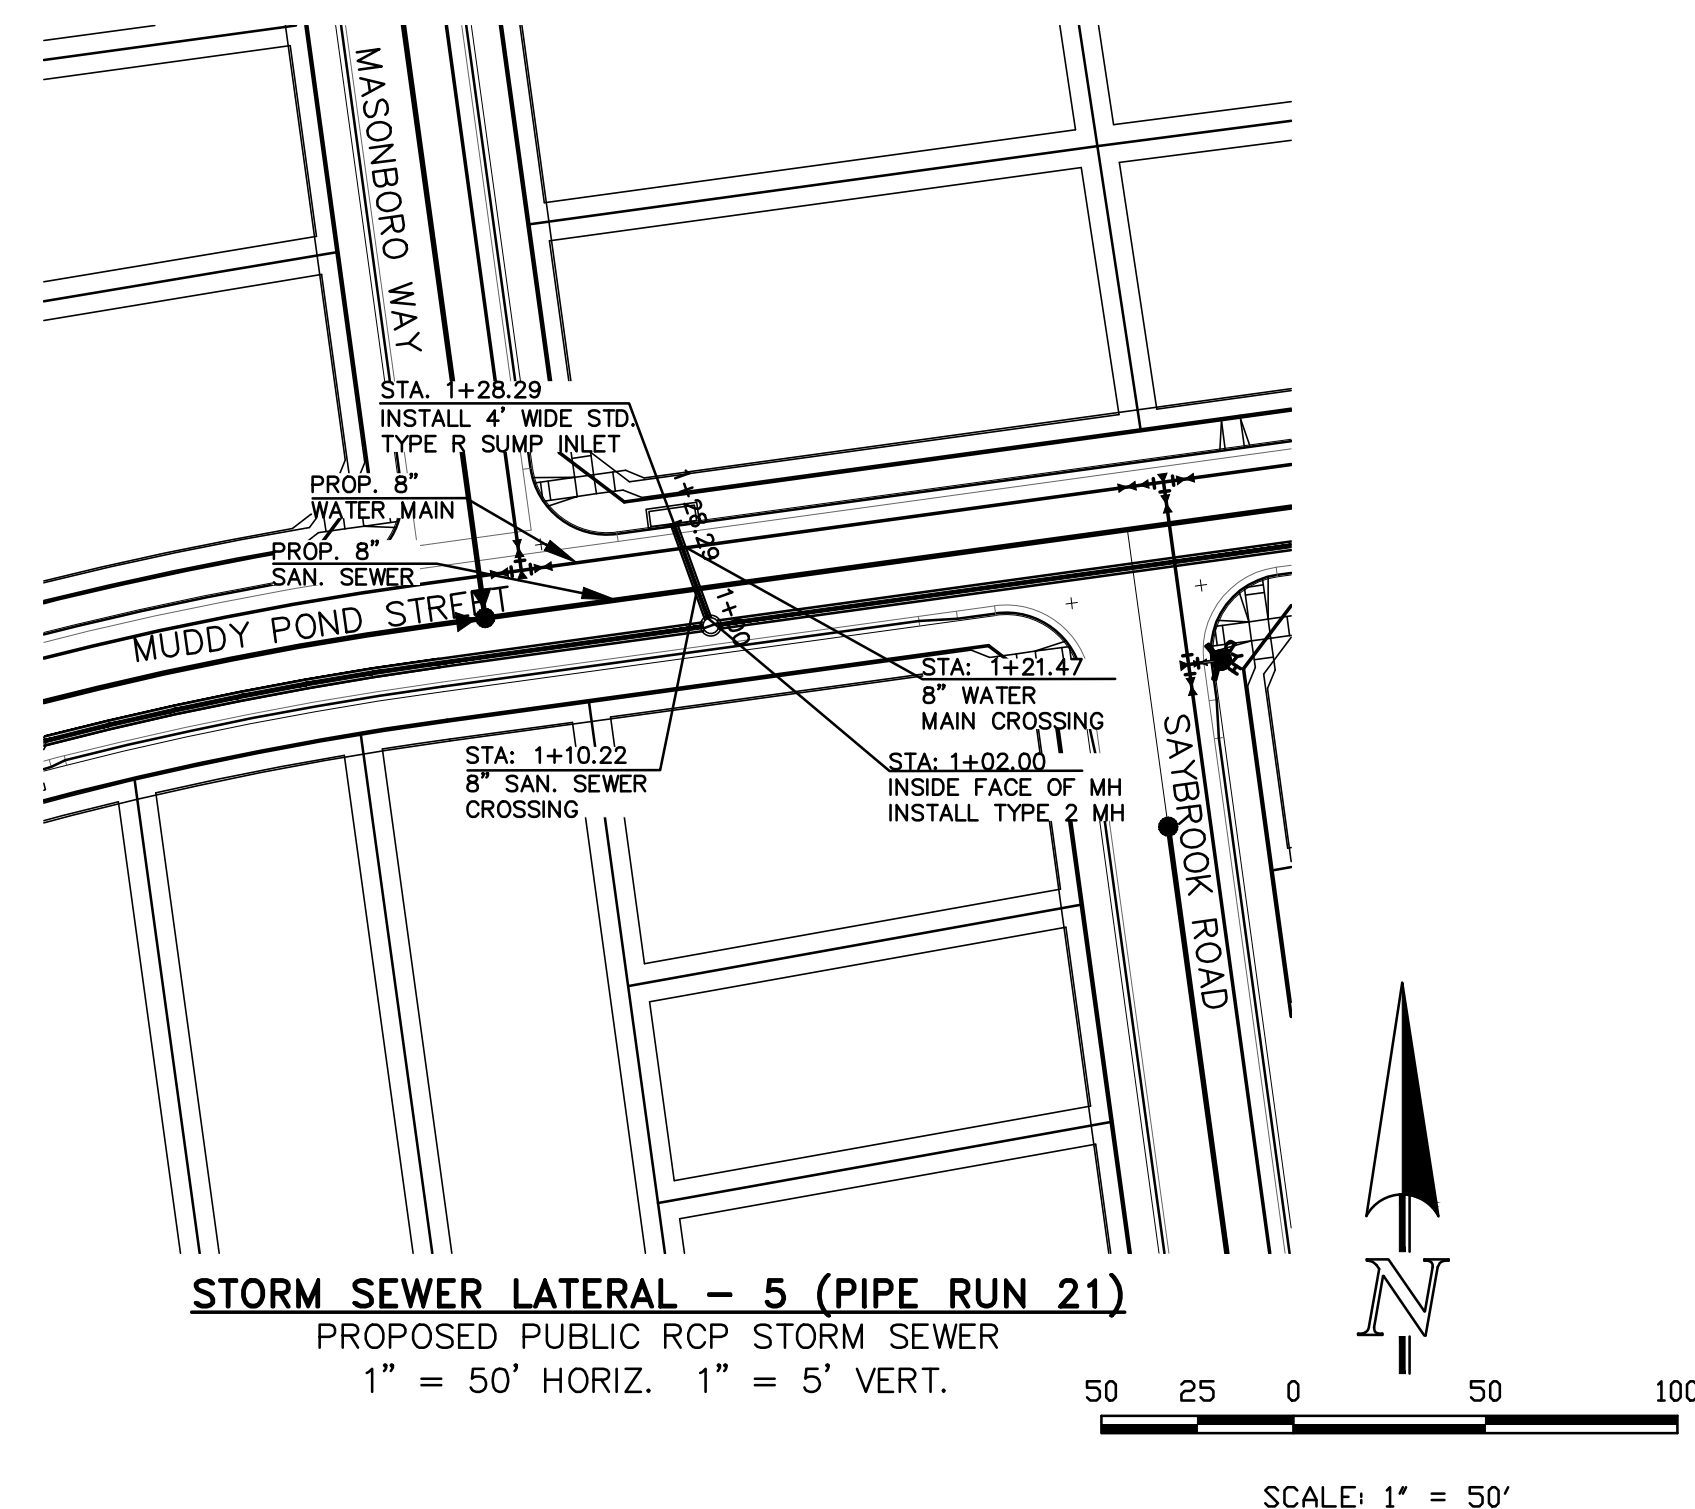 MASONBORO WAY
STA. 1+28.29
INSTALL 4' WIDE STD.
TYPE R SUMP INLET
PROP. 8"
WATER MAIN
PROP. 8"
SAN. SEWER
MUDDY POND STREET
1+28.29
1+00
STA: 1+21.47
8" WATER
MAIN CROSSING
STA: 1+10.22
8" SAN. SEWER
CROSSING
STA: 1+02.00
INSIDE FACE OF MH
INSTALL TYPE 2 MH
SAYBROOK ROAD
N
STORM SEWER LATERAL – 5 (PIPE RUN 21)
PROPOSED PUBLIC RCP STORM SEWER
1" = 50' HORIZ. 1" = 5' VERT.
50 25 0 50 100
SCALE: 1" = 50'